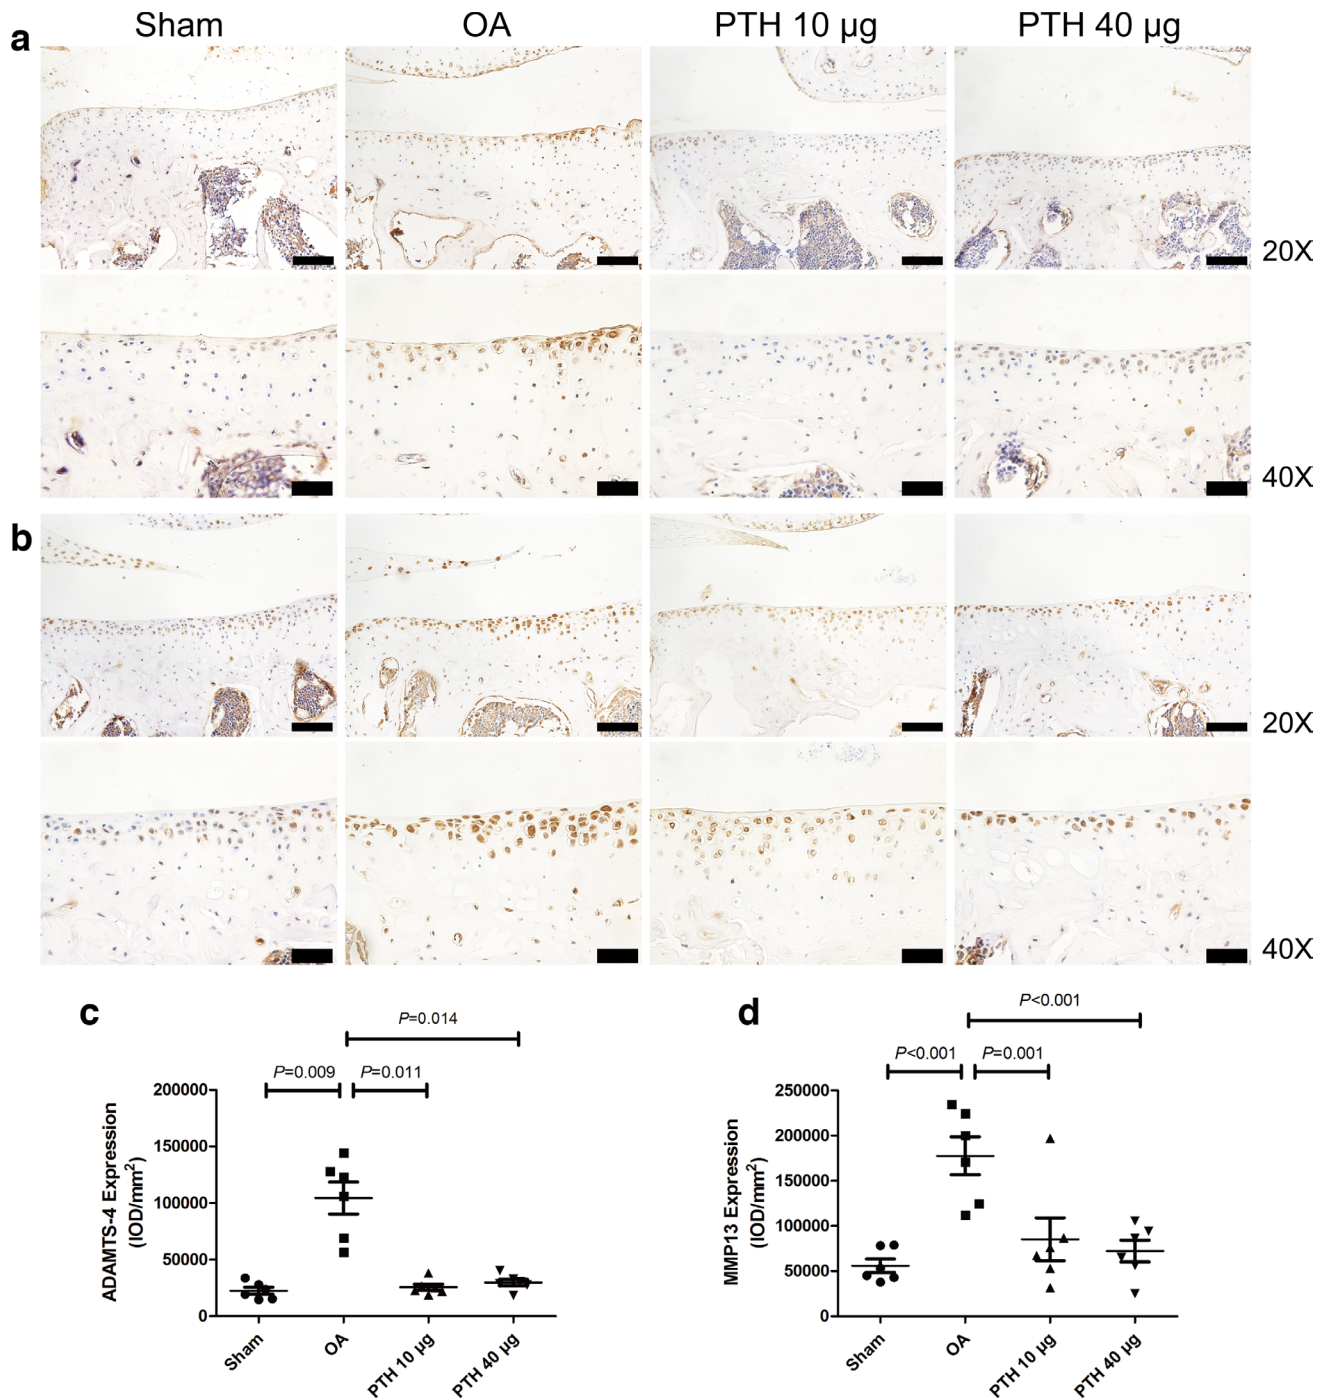 a
Sham
OA
PTH 10 µg
PTH 40 µg
20X
40X
b
20X
40X
c
P=0.014
P=0.009
P=0.011
200000
150000
100000
50000
0
ADAMTS-4 Expression
(IOD/mm²)
Sham
OA
PTH 10 µg
PTH 40 µg
d
P<0.001
P<0.001
P=0.001
250000
200000
150000
100000
50000
0
MMP13 Expression
(IOD/mm²)
Sham
OA
PTH 10 µg
PTH 40 µg